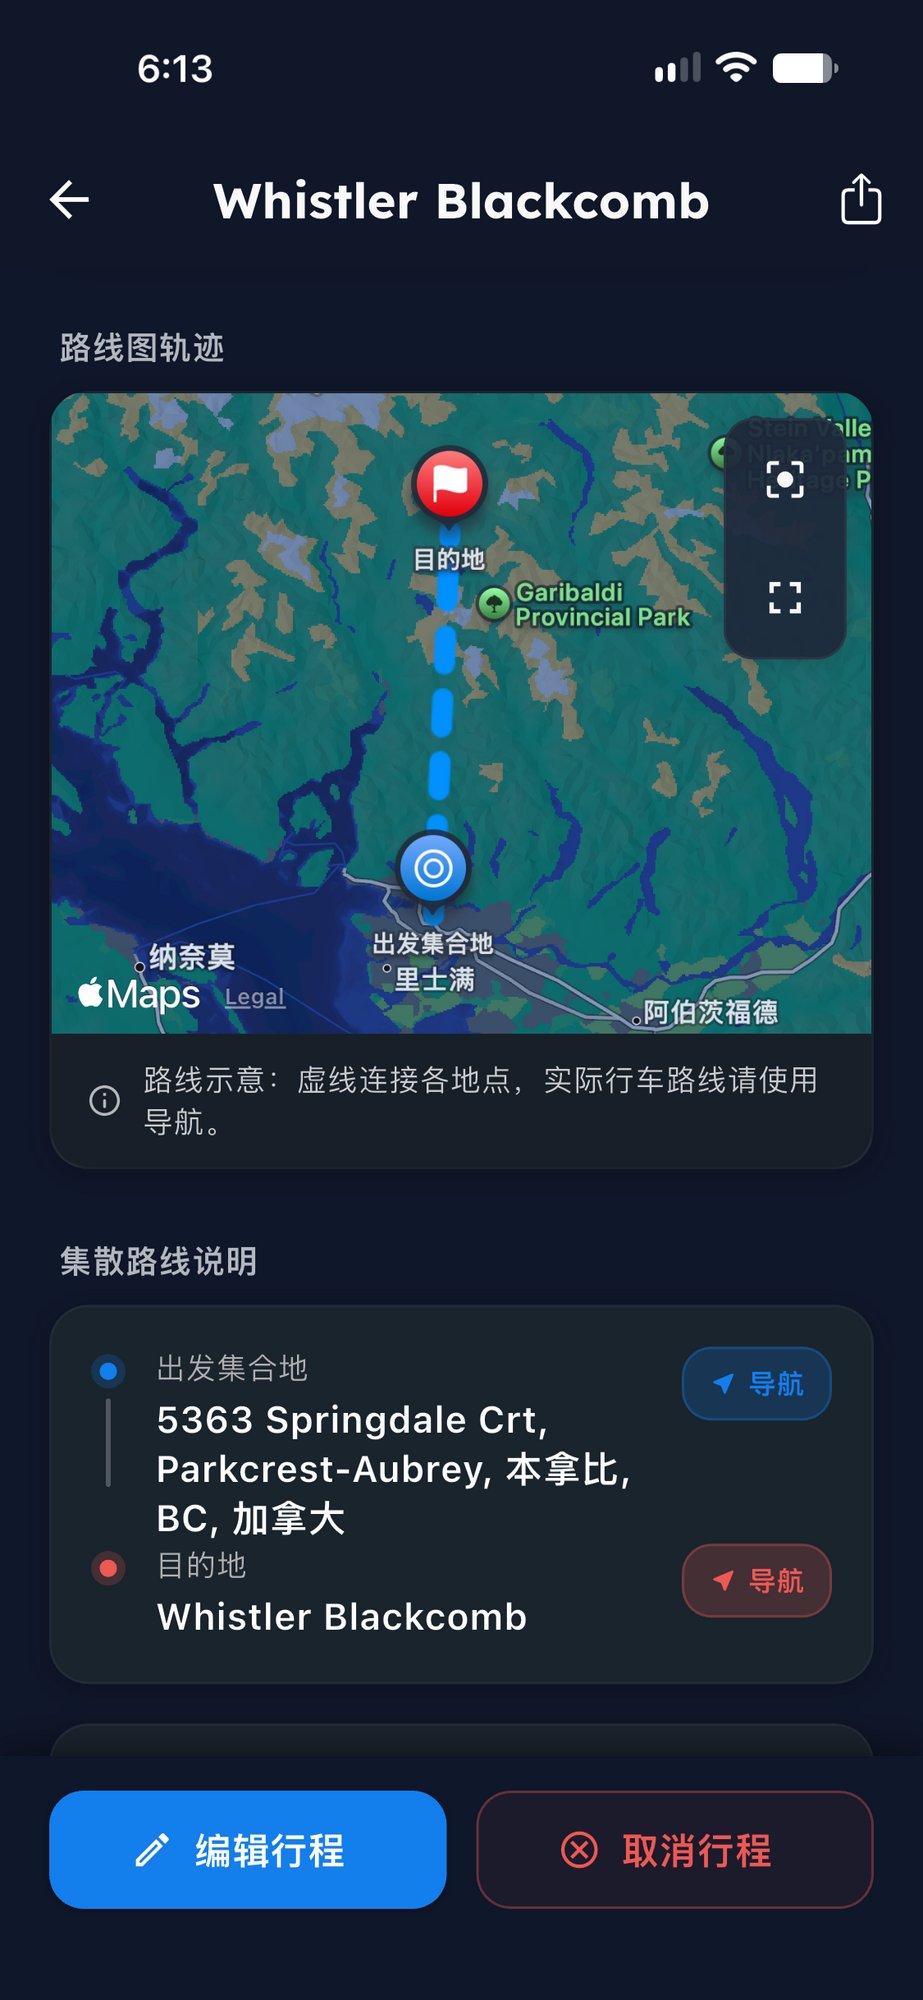 6:13
Whistler Blackcomb
路线图轨迹
Stein Valle
Nlaka'pam
Heritage P
目的地
Garibaldi
Provincial Park
出发集合地
纳奈莫
里士满
Maps Legal
阿伯茨福德
路线示意：虚线连接各地点，实际行车路线请使用
导航。
集散路线说明
出发集合地
导航
5363 Springdale Crt,
Parkcrest-Aubrey, 本拿比,
BC, 加拿大
目的地
导航
Whistler Blackcomb
编辑行程
取消行程